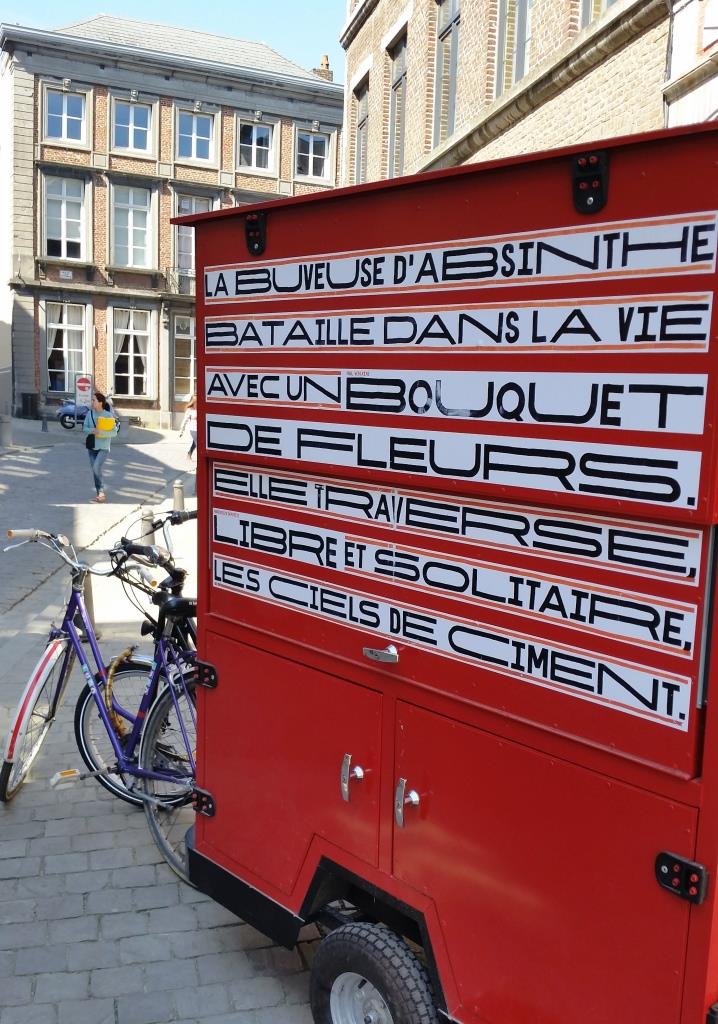 LA BUVEUSE D'ABSINTHE
BATAILLE DANS LA VIE
AVEC UN BOUQUET
DE FLEURS.
ELLE TRAVERSE,
LIBRE ET SOLITAIRE,
LES CIELS DE CIMENT.